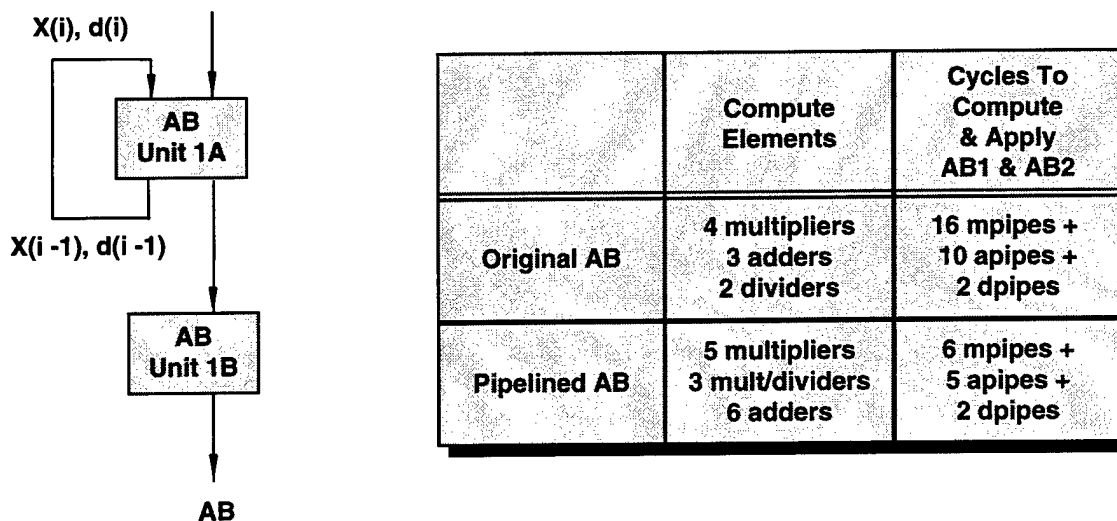 X(i), d(i)
AB
Unit 1A
X(i -1), d(i -1)
AB
Unit 1B
AB
Compute
Elements
Cycles To
Compute
& Apply
AB1 & AB2
Original AB
4 multipliers
3 adders
2 dividers
16 mpipes +
10 apipes +
2 dpipes
Pipelined AB
5 multipliers
3 mult/dividers
6 adders
6 mpipes +
5 apipes +
2 dpipes